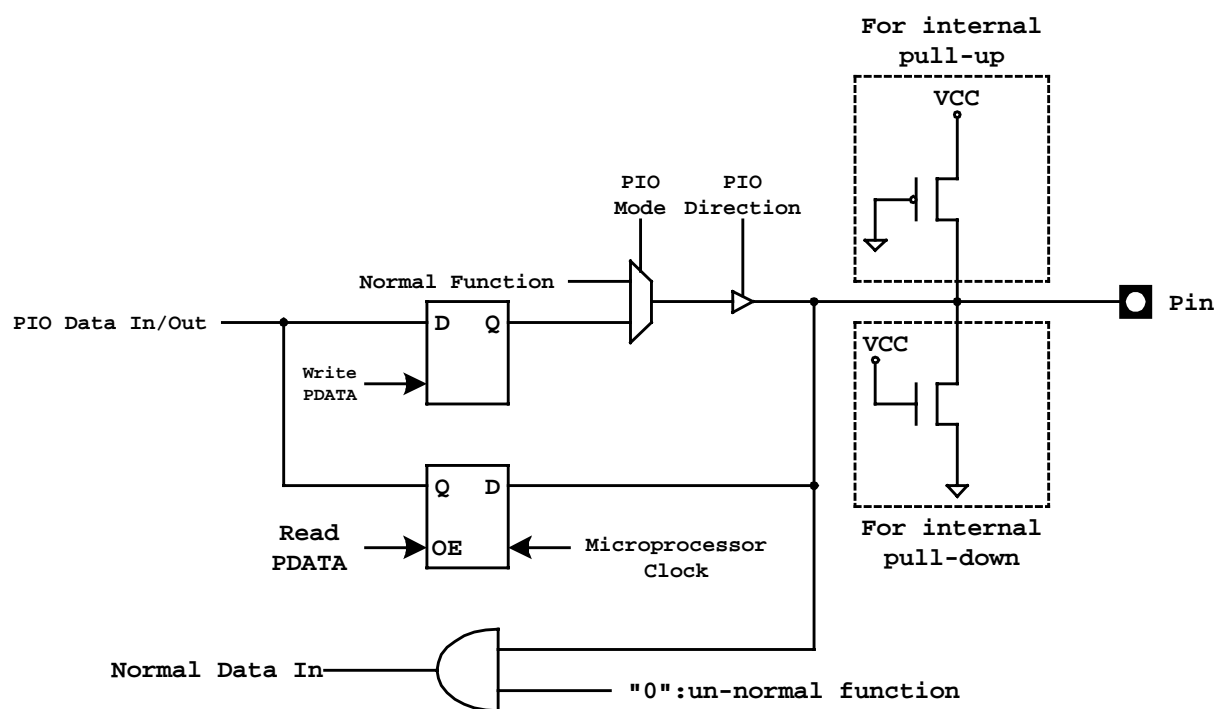 For internal
pull-up
VCC
PIO
Mode
PIO
Direction
Normal Function
PIO Data In/Out
D
Q
Pin
Write
PDATA
VCC
Q
D
Read
PDATA
OE
Microprocessor
Clock
For internal
pull-down
Normal Data In
"0":un-normal function